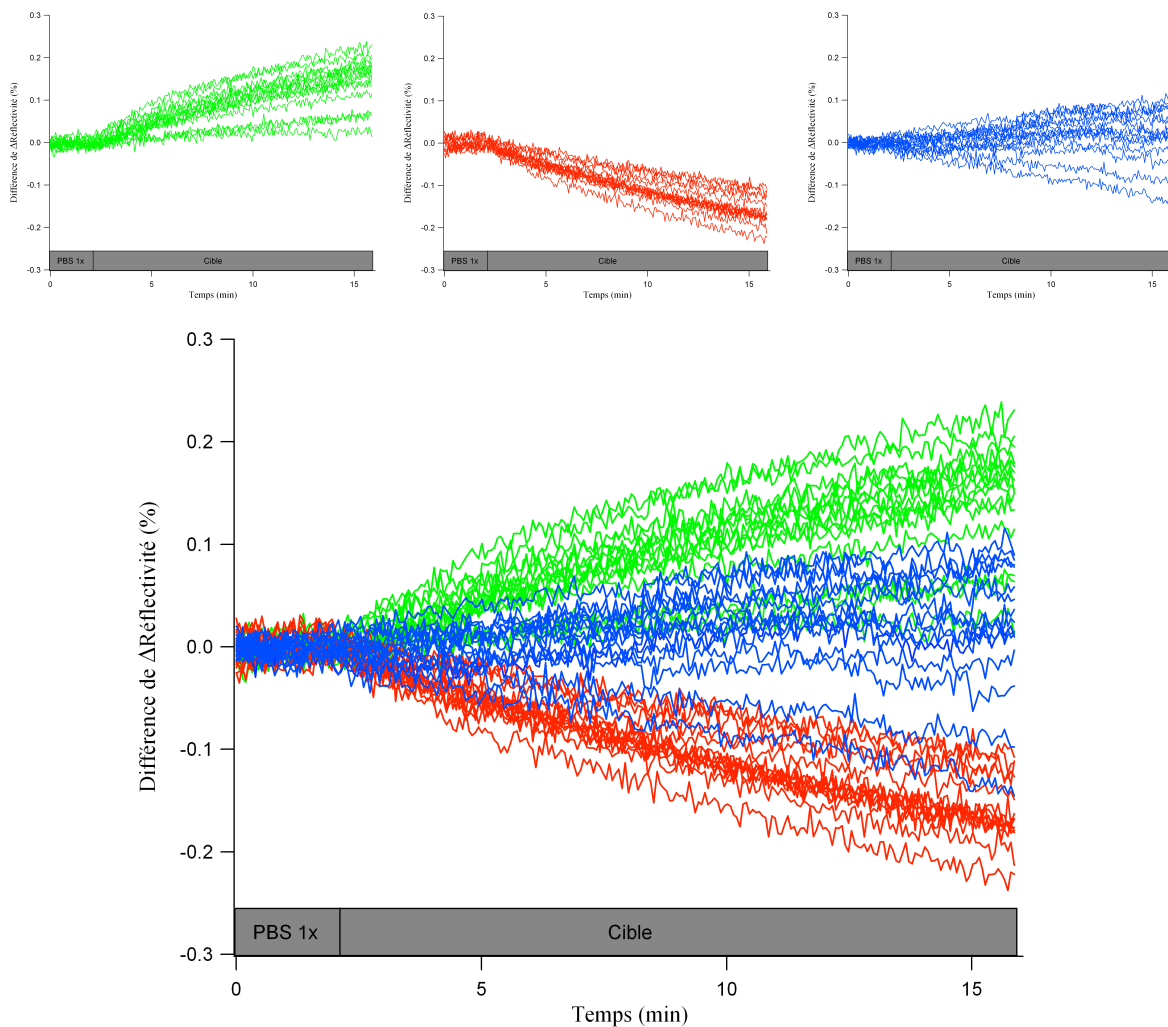 0.3
0.2
0.1
0.0
-0.1
-0.2
-0.3
Différence de ΔRéflectivité (%)
PBS 1x
Cible
0
5
10
15
Temps (min)
0.3
0.2
0.1
0.0
-0.1
-0.2
-0.3
Différence de ΔRéflectivité (%)
PBS 1x
Cible
0
5
10
15
Temps (min)
0.3
0.2
0.1
0.0
-0.1
-0.2
-0.3
Différence de ΔRéflectivité (%)
PBS 1x
Cible
0
5
10
15
Temps (min)
0.3
0.2
0.1
0.0
-0.1
-0.2
-0.3
Différence de ΔRéflectivité (%)
PBS 1x
Cible
0
5
10
15
Temps (min)